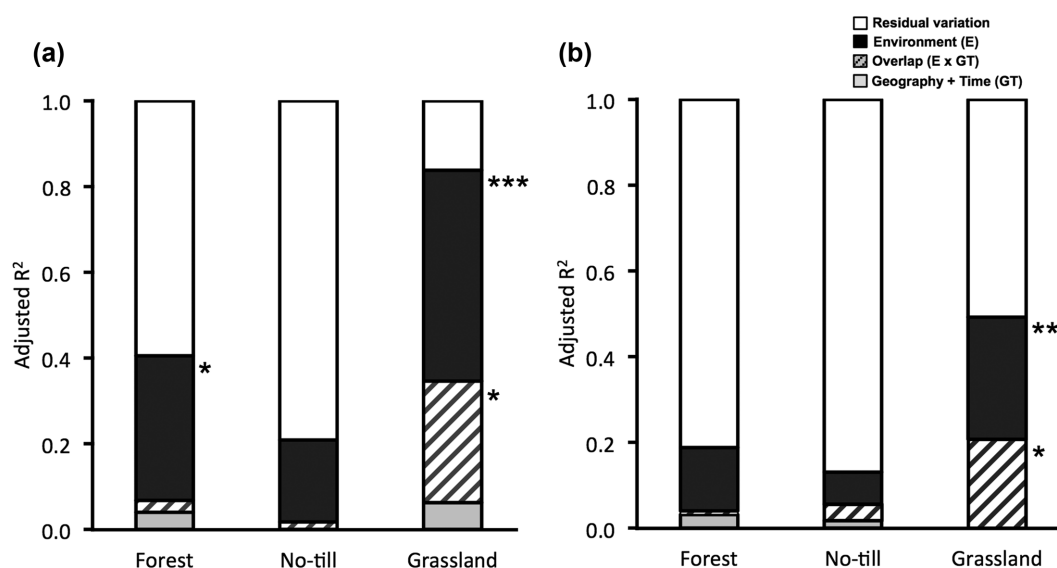 (a)
Adjusted R²
1.0
0.8
0.6
0.4
0.2
0.0
*
***
*
Forest
No-till
Grassland
(b)
Residual variation
Environment (E)
Overlap (E x GT)
Geography + Time (GT)
Adjusted R²
1.0
0.8
0.6
0.4
0.2
0.0
**
*
Forest
No-till
Grassland